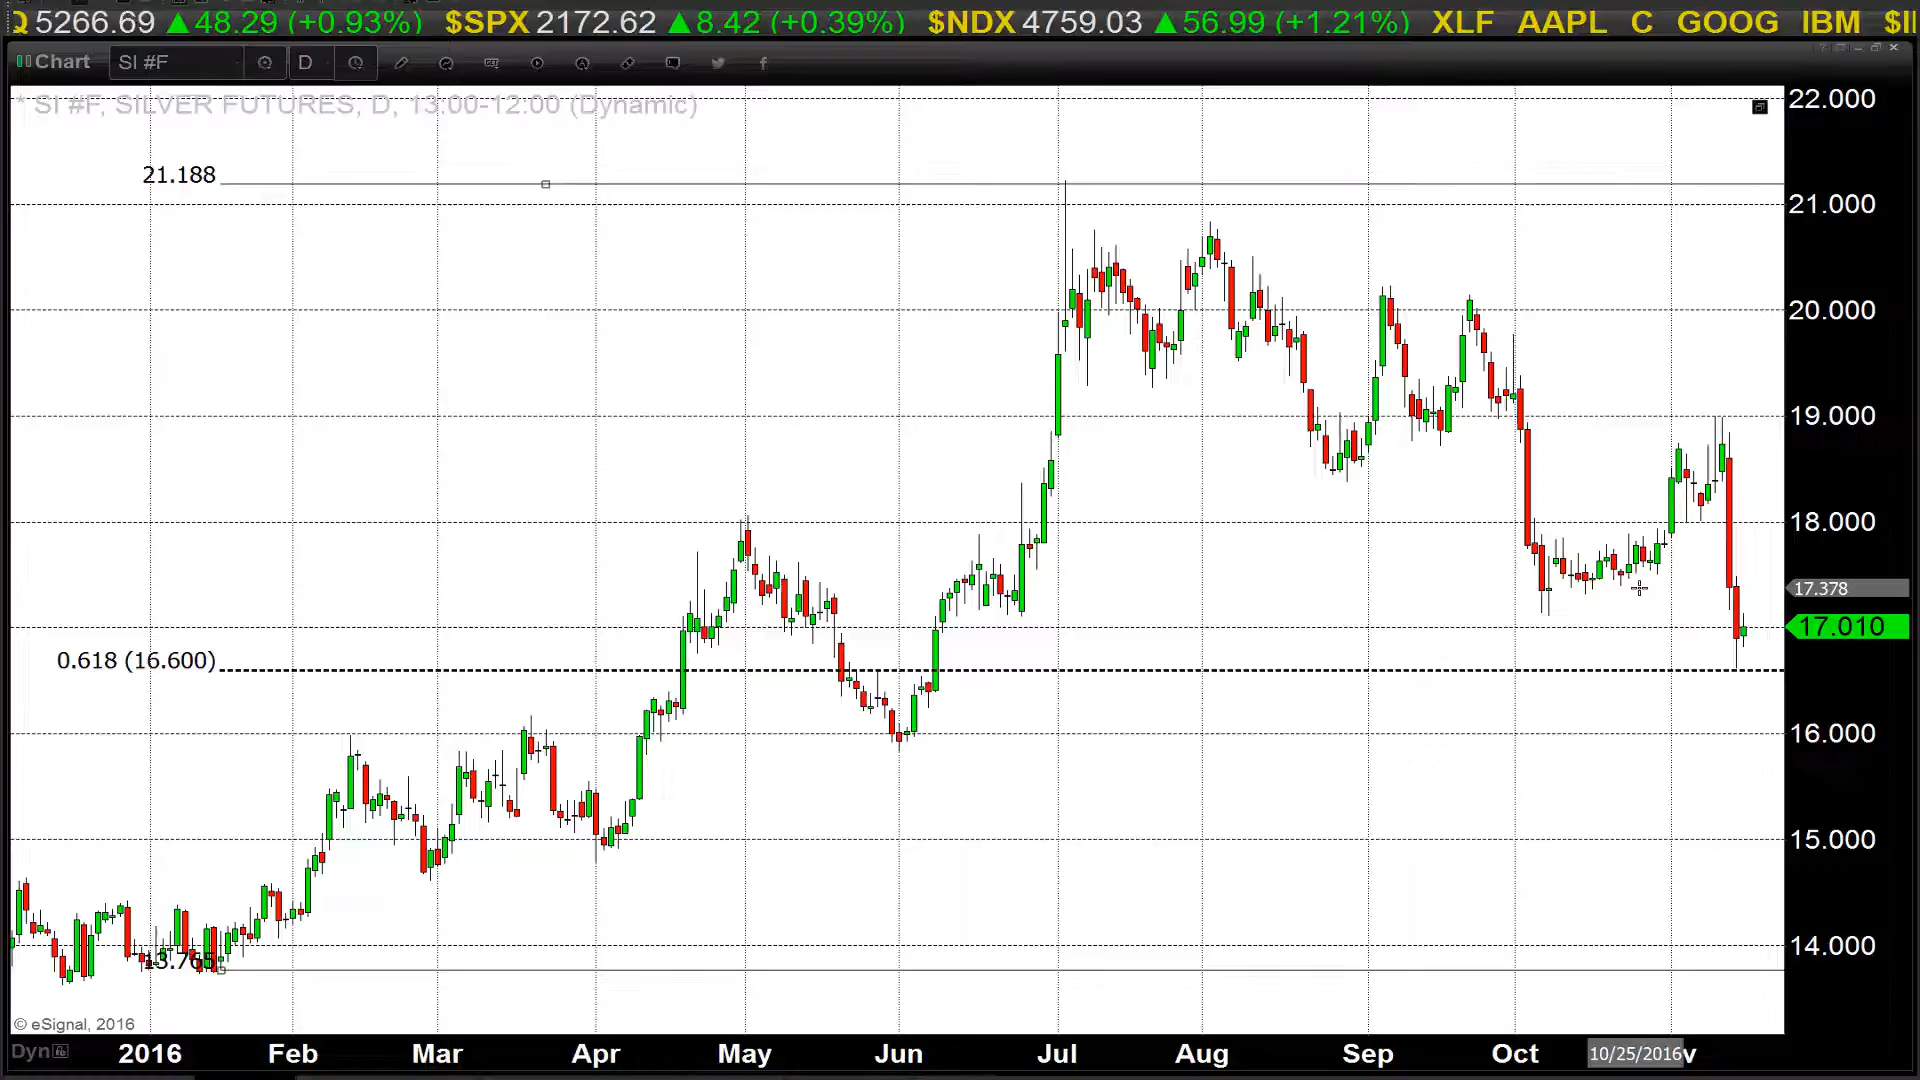 5266.69 ▲48.29 (+0.93%) $SPX 2172.62 ▲8.42 (+0.39%) $NDX 4759.03 ▲56.99 (+1.21%) XLF AAPL C GOOG IBM
Chart SI #F D
* SI #F, SILVER FUTURES, D, 13:00-12:00 (Dynamic)
22.000
21.188
21.000
20.000
19.000
18.000
17.378
17.010
0.618 (16.600)
16.000
15.000
14.000
13.765
© eSignal, 2016
Dyn 2016 Feb Mar Apr May Jun Jul Aug Sep Oct 10/25/2016 v